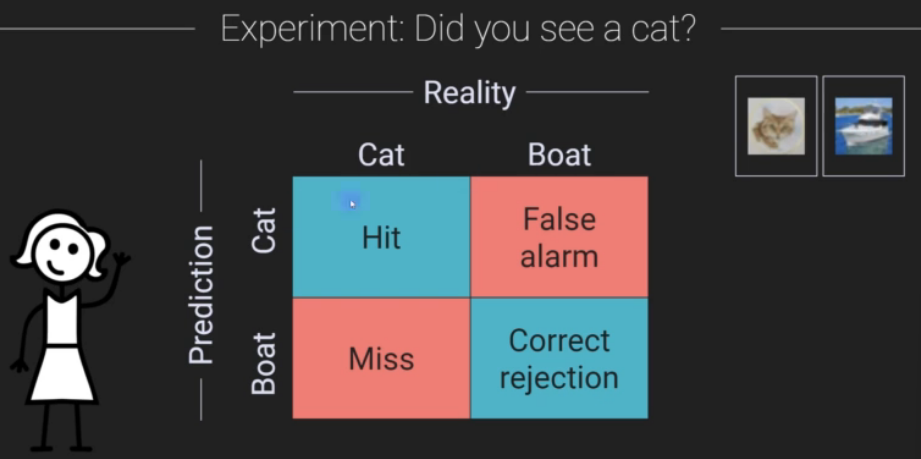 Experiment: Did you see a cat?
Reality
Cat
Boat
Prediction
Cat
Hit
False
alarm
Boat
Miss
Correct
rejection